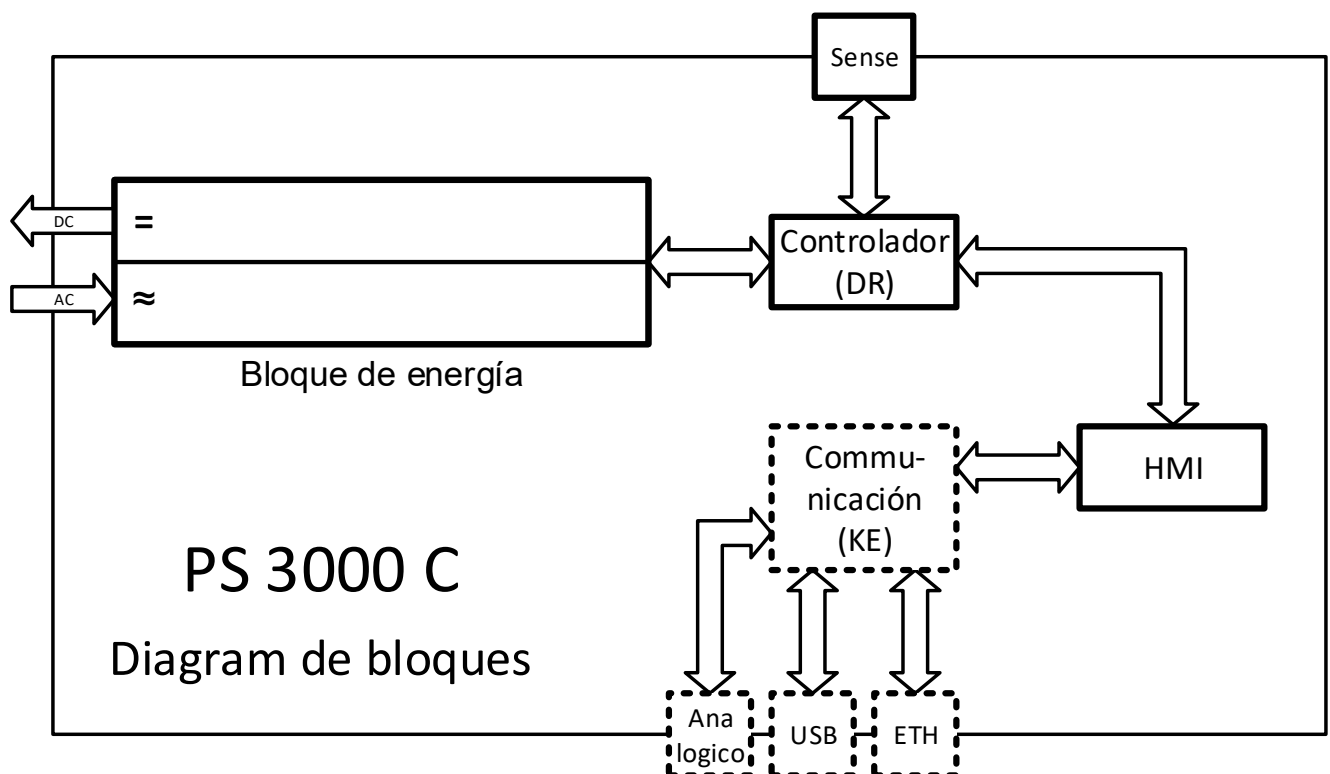 Sense
DC
=
Controlador
(DR)
AC
≈
Bloque de energía
Commu-
nicación
(KE)
HMI
PS 3000 C
Diagram de bloques
Ana
logico
USB
ETH